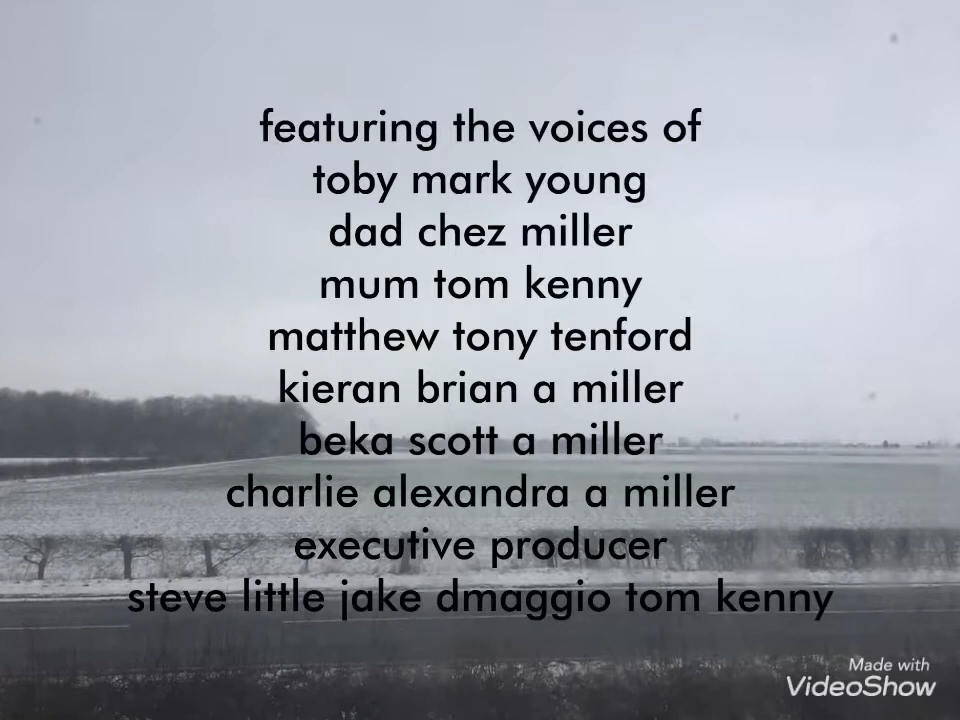 featuring the voices of
toby mark young
dad chez miller
mum tom kenny
matthew tony tenford
kieran brian a miller
beka scott a miller
charlie alexandra a miller
executive producer
steve little jake dmaggio tom kenny
Made with
VideoShow